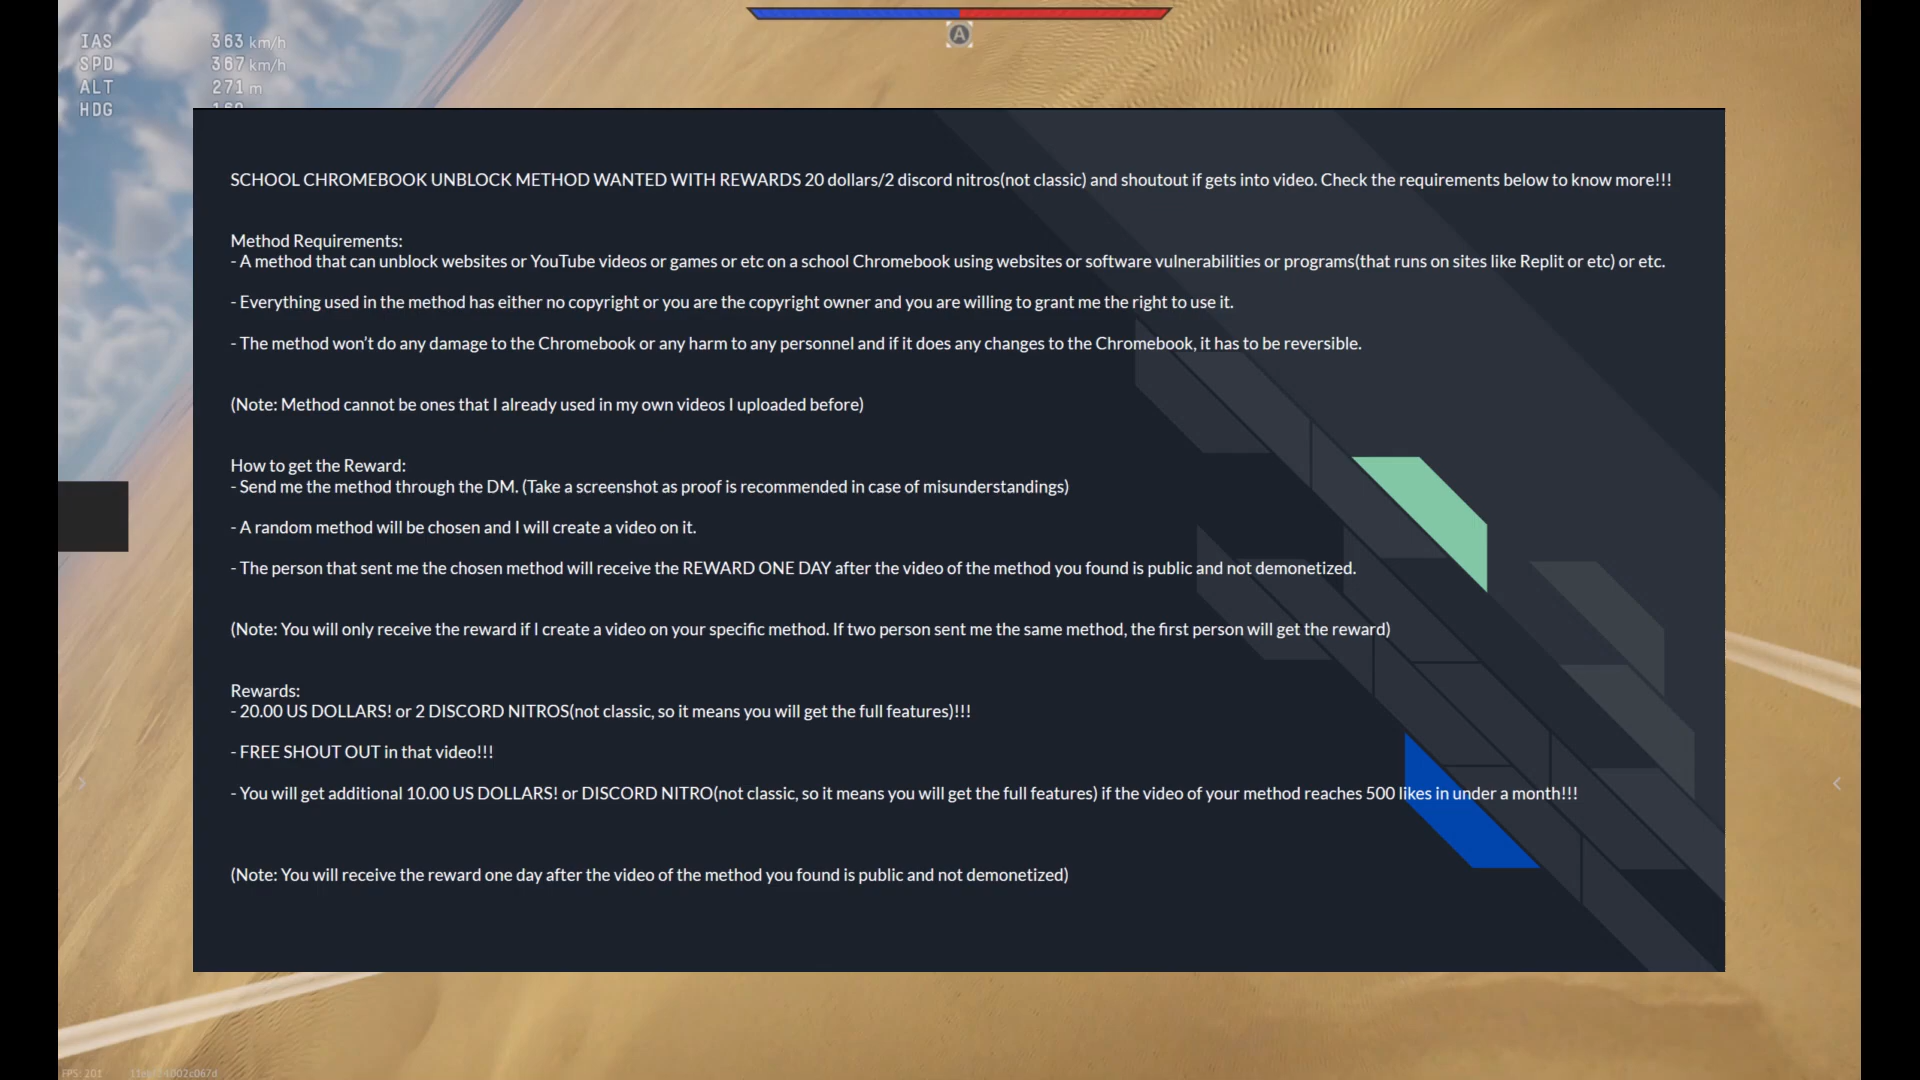 IAS 363 km/h
SPD 367 km/h
ALT 271 m
HDG
A
SCHOOL CHROMEBOOK UNBLOCK METHOD WANTED WITH REWARDS 20 dollars/2 discord nitros(not classic) and shoutout if gets into video. Check the requirements below to know more!!!
Method Requirements:
- A method that can unblock websites or YouTube videos or games or etc on a school Chromebook using websites or software vulnerabilities or programs(that runs on sites like Replit or etc) or etc.
- Everything used in the method has either no copyright or you are the copyright owner and you are willing to grant me the right to use it.
- The method won't do any damage to the Chromebook or any harm to any personnel and if it does any changes to the Chromebook, it has to be reversible.
(Note: Method cannot be ones that I already used in my own videos I uploaded before)
How to get the Reward:
- Send me the method through the DM. (Take a screenshot as proof is recommended in case of misunderstandings)
- A random method will be chosen and I will create a video on it.
- The person that sent me the chosen method will receive the REWARD ONE DAY after the video of the method you found is public and not demonetized.
(Note: You will only receive the reward if I create a video on your specific method. If two person sent me the same method, the first person will get the reward)
Rewards:
- 20.00 US DOLLARS! or 2 DISCORD NITROS(not classic, so it means you will get the full features)!!!
- FREE SHOUT OUT in that video!!!
- You will get additional 10.00 US DOLLARS! or DISCORD NITRO(not classic, so it means you will get the full features) if the video of your method reaches 500 likes in under a month!!!
(Note: You will receive the reward one day after the video of the method you found is public and not demonetized)
FPS: 201